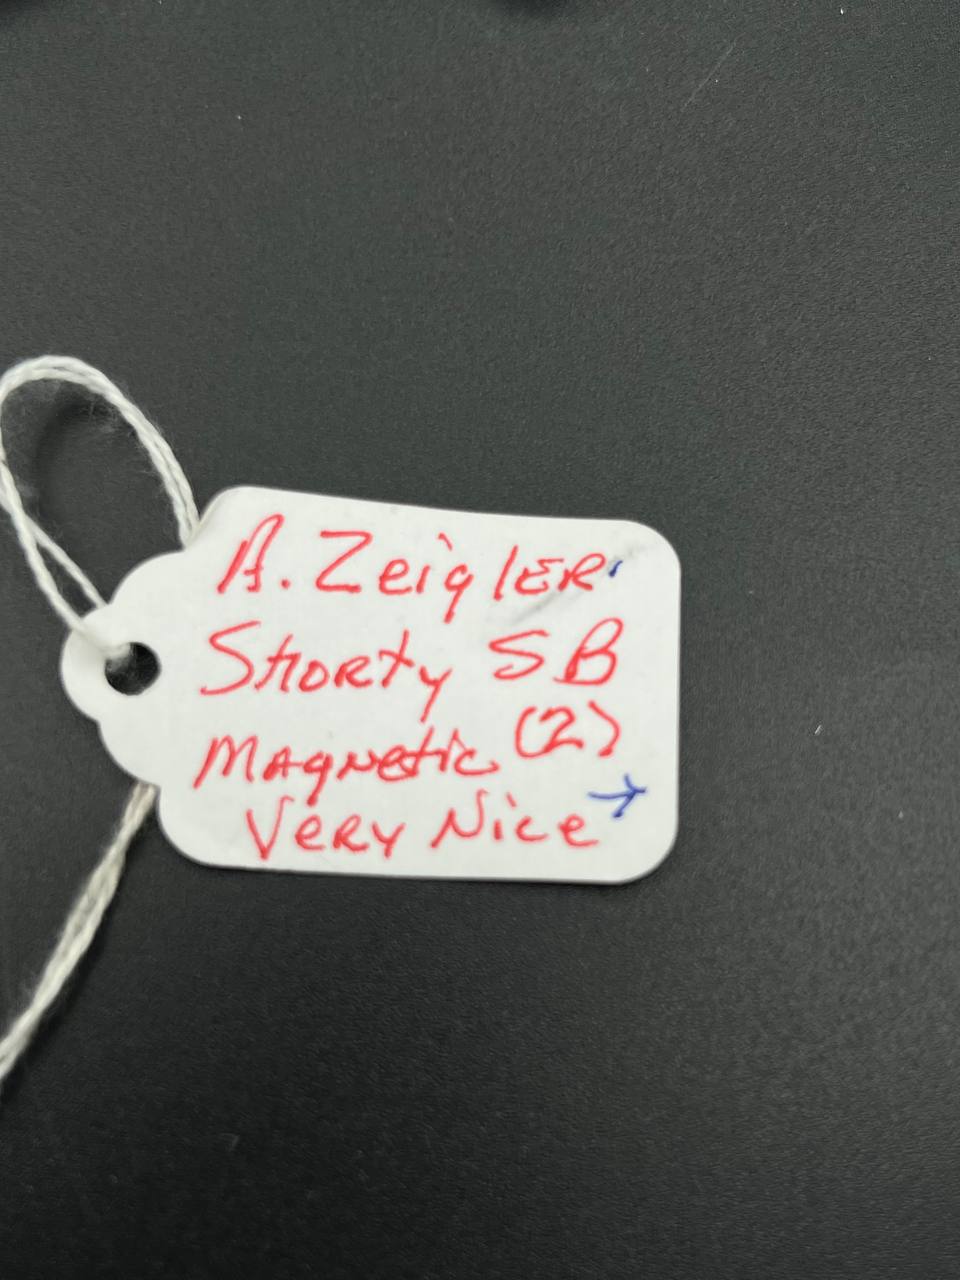 A. Zeigler
Shorty SB
Magnetic (2)
Very Nice →